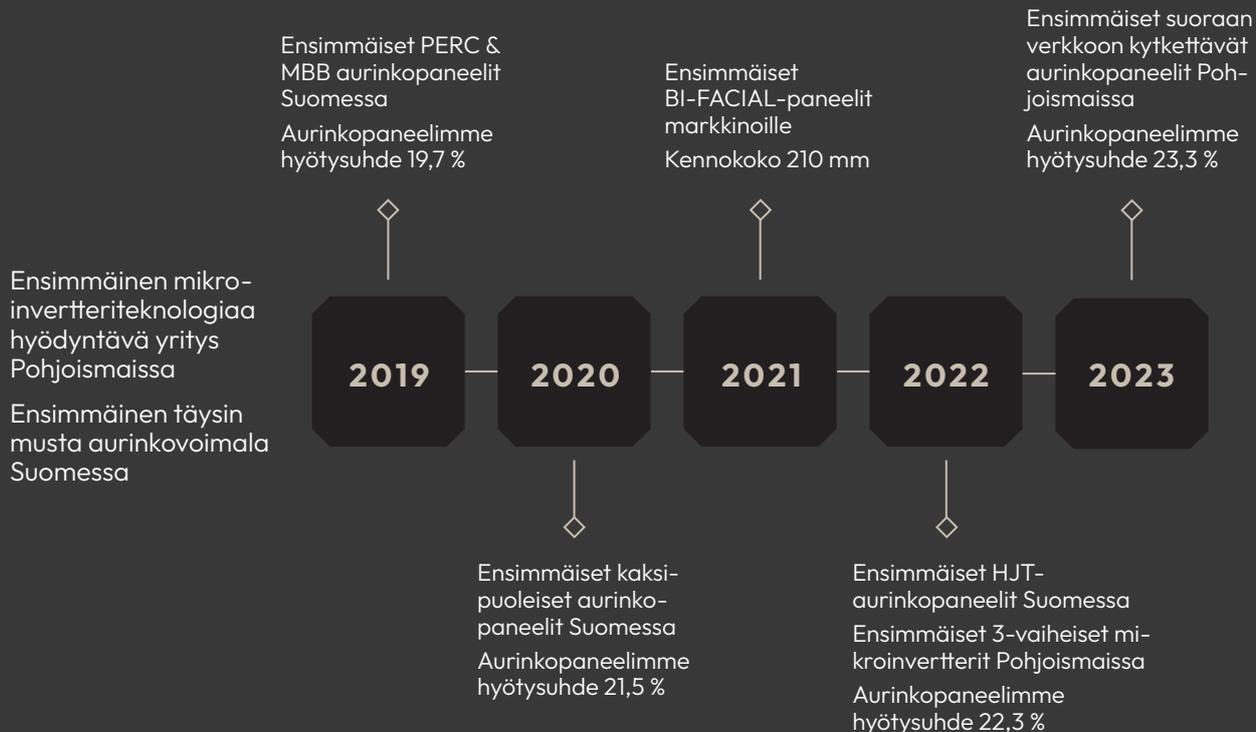 Ensimmäinen mikro-
invertteriteknologiaa
hyödyntävä yritys
Pohjoismaissa
Ensimmäinen täysin
musta aurinkovoimala
Suomessa
Ensimmäiset PERC &
MBB aurinkopaneelit
Suomessa
Aurinkopaneelimme
hyötysuhde 19,7 %
2019
2020
Ensimmäiset kaksi-
puoleiset aurinko-
paneelit Suomessa
Aurinkopaneelimme
hyötysuhde 21,5 %
Ensimmäiset
BI-FACIAL-paneelit
markkinoille
Kennokoko 210 mm
2021
2022
Ensimmäiset HJT-
aurinkopaneelit Suomessa
Ensimmäiset 3-vaiheiset mi-
kroinvertterit Pohjoismaissa
Aurinkopaneelimme
hyötysuhde 22,3 %
Ensimmäiset suoraan
verkkoon kytkettävät
aurinkopaneelit Poh-
joismaissa
Aurinkopaneelimme
hyötysuhde 23,3 %
2023